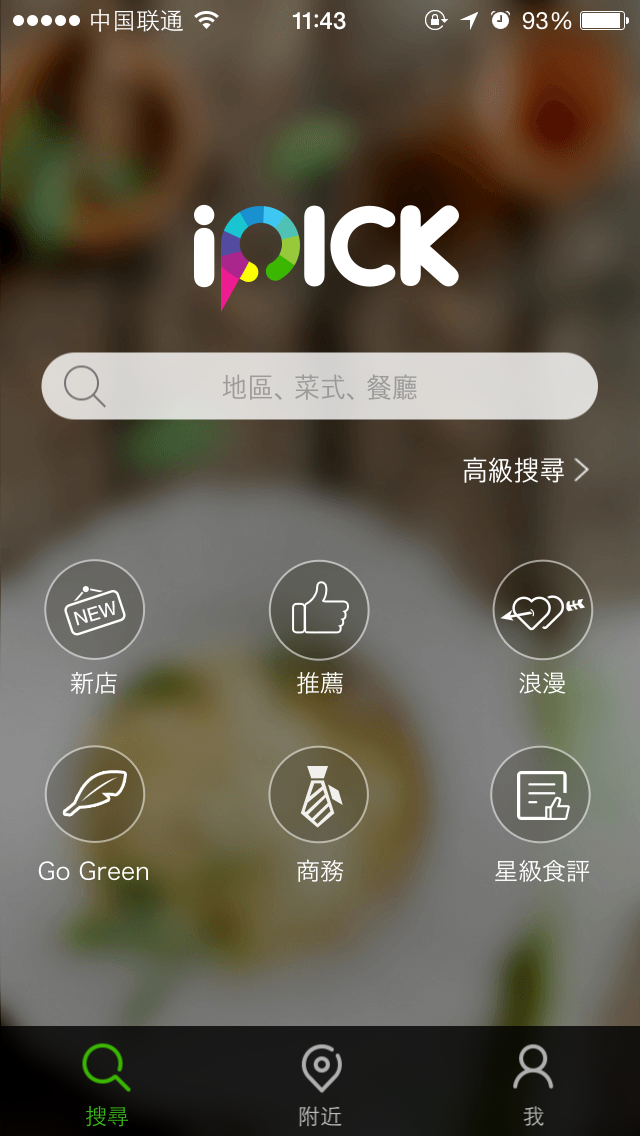 中国联通 11:43 93%
iPICK
地區、菜式、餐廳
高級搜尋
NEW
新店 推薦 浪漫
Go Green 商務 星級食評
搜尋 附近 我